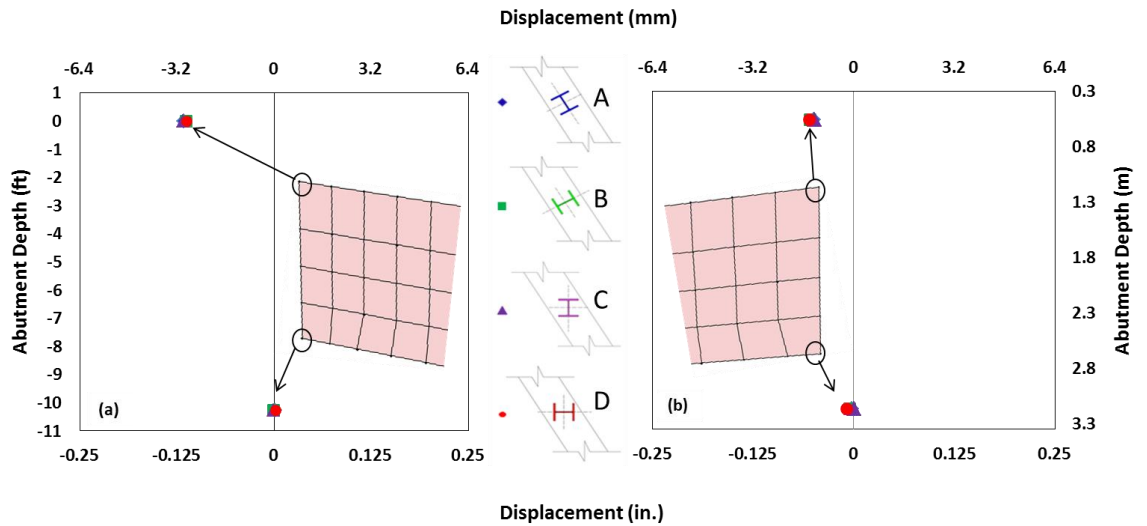 Displacement (mm)
-6.4 -3.2 0 3.2 6.4
-6.4 -3.2 0 3.2 6.4
1
0
-1
-2
-3
-4
-5
-6
-7
-8
-9
-10
-11
Abutment Depth (ft)
(a)
-0.25 -0.125 0 0.125 0.25
A
B
C
D
(b)
0.3
0.8
1.3
1.8
2.3
2.8
3.3
Abutment Depth (m)
-0.25 -0.125 0 0.125 0.25
Displacement (in.)